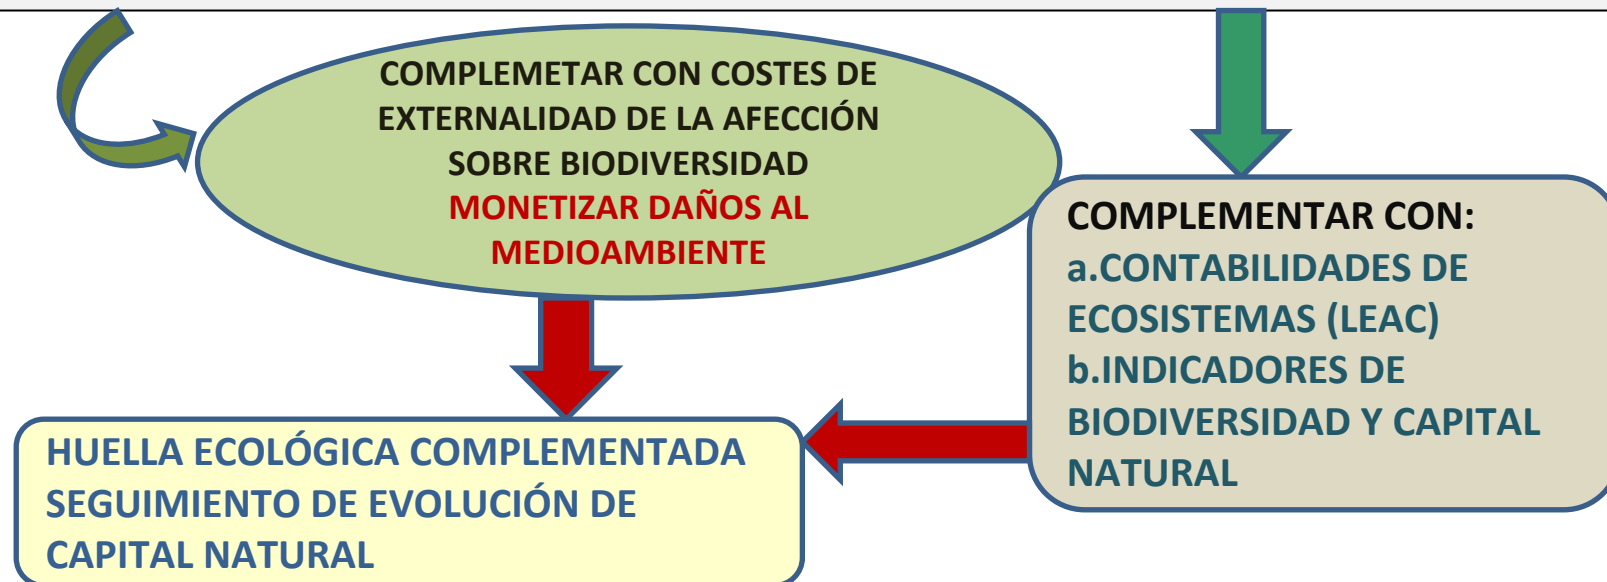 COMPLEMETAR CON COSTES DE
EXTERNALIDAD DE LA AFECCIÓN
SOBRE BIODIVERSIDAD
MONETIZAR DAÑOS AL
MEDIOAMBIENTE
COMPLEMENTAR CON:
a.CONTABILIDADES DE
ECOSISTEMAS (LEAC)
b.INDICADORES DE
BIODIVERSIDAD Y CAPITAL
NATURAL
HUELLA ECOLÓGICA COMPLEMENTADA
SEGUIMIENTO DE EVOLUCIÓN DE
CAPITAL NATURAL